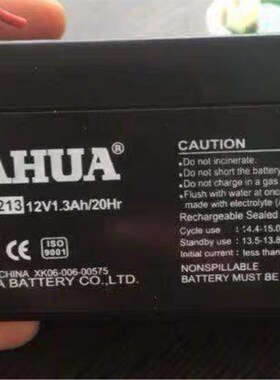 AHUA®
213 12V1.3Ah/20Hr
CE ISO 9001
CHINA XK06-006-00575
A BATTERY CO.,LTD.
CAUTION
Do not incinerate.
Do not short the battery
Do not charge in a gas
Flush with water at onc
electrolyte (acid)
Rechargeable Sealed
Cycle use : 14.4-15.0
Standby use : 13.5-13.8
Initial current : less than
NONSPILLABLE
BATTERY MUST BE